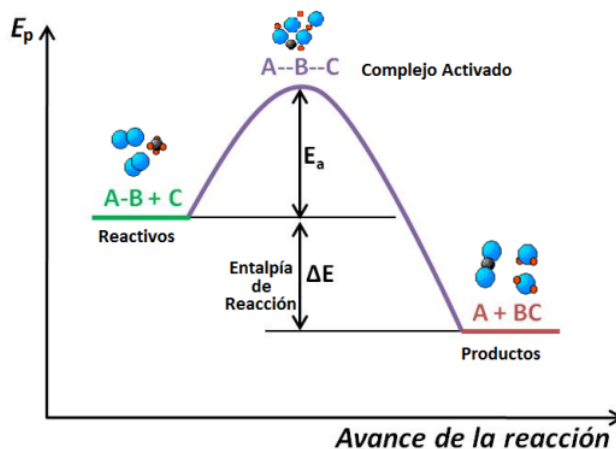 Ep
A--B--C
Complejo Activado
Ea
A-B + C
Reactivos
Entalpía
de
Reacción
ΔE
A + BC
Productos
Avance de la reacción